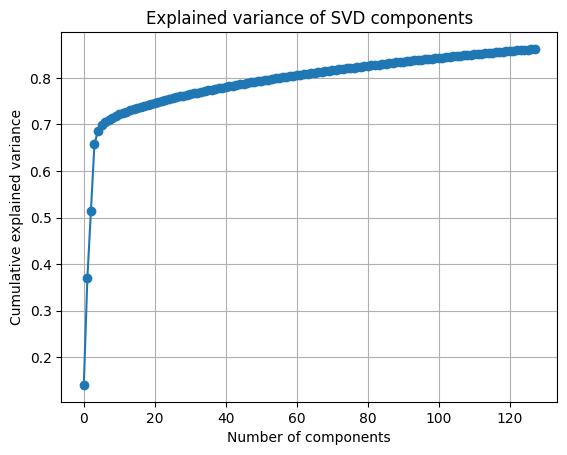 Explained variance of SVD components
Cumulative explained variance
0.8
0.7
0.6
0.5
0.4
0.3
0.2
0 20 40 60 80 100 120
Number of components